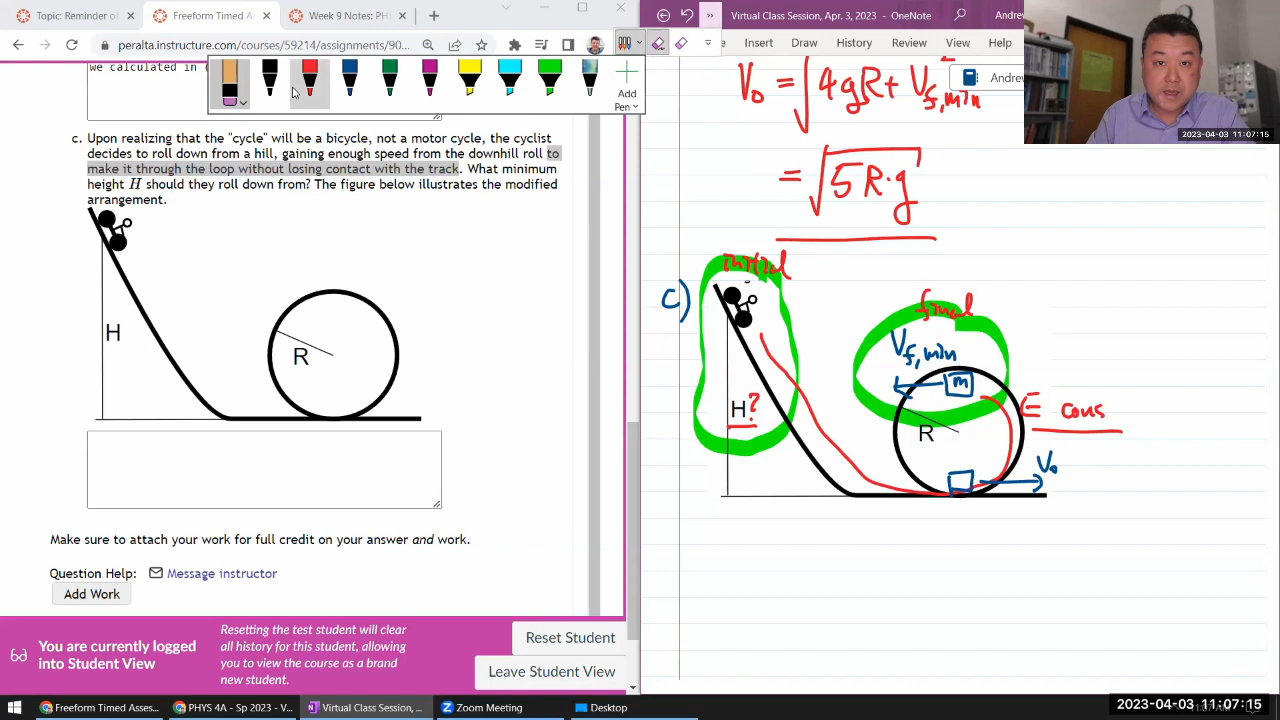 Topic: Reminder of
Freeform Timed As
Week 9 Notes: PH
peralta.instructure.com/courses/59214/assignments/90...
we calculated in
Add
Pen
c. Upon realizing that the "cycle" will be a bicycle, not a motor cycle, the cyclist
decides to roll down from a hill, gaining enough speed from the downhill roll to
make it through the loop without losing contact with the track. What minimum
height H should they roll down from? The figure below illustrates the modified
arrangement.
H
R
Make sure to attach your work for full credit on your answer and work.
Question Help: Message instructor
Add Work
You are currently logged
into Student View
Resetting the test student will clear
all history for this student, allowing
you to view the course as a brand
new student.
Reset Student
Leave Student View
Virtual Class Session, Apr. 3, 2023 - OneNote
Andre
Insert Draw History Review View Help
Andrew
V₀ = √4gR + V²f,min
= √5R·g
c)
initial
final
Vf,min
m
H?
R
E cons
V₀
2023-04-03 11:07:15
Freeform Timed Asses...
PHYS 4A - Sp 2023 - V...
Virtual Class Session, ...
Zoom Meeting
Desktop
2023-04-03 11:07:15